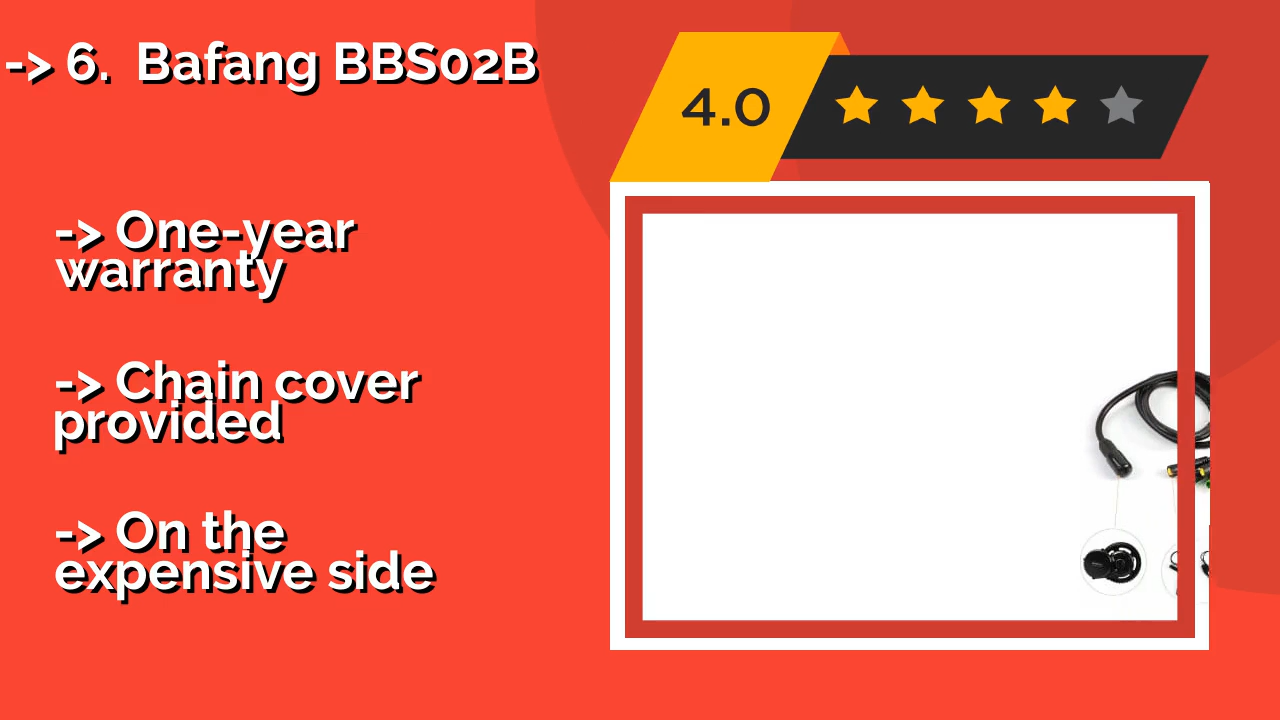 -> 6.  Bafang BBS02B
4.0
-> One-year
warranty
-> Chain cover
provided
-> On the
expensive side